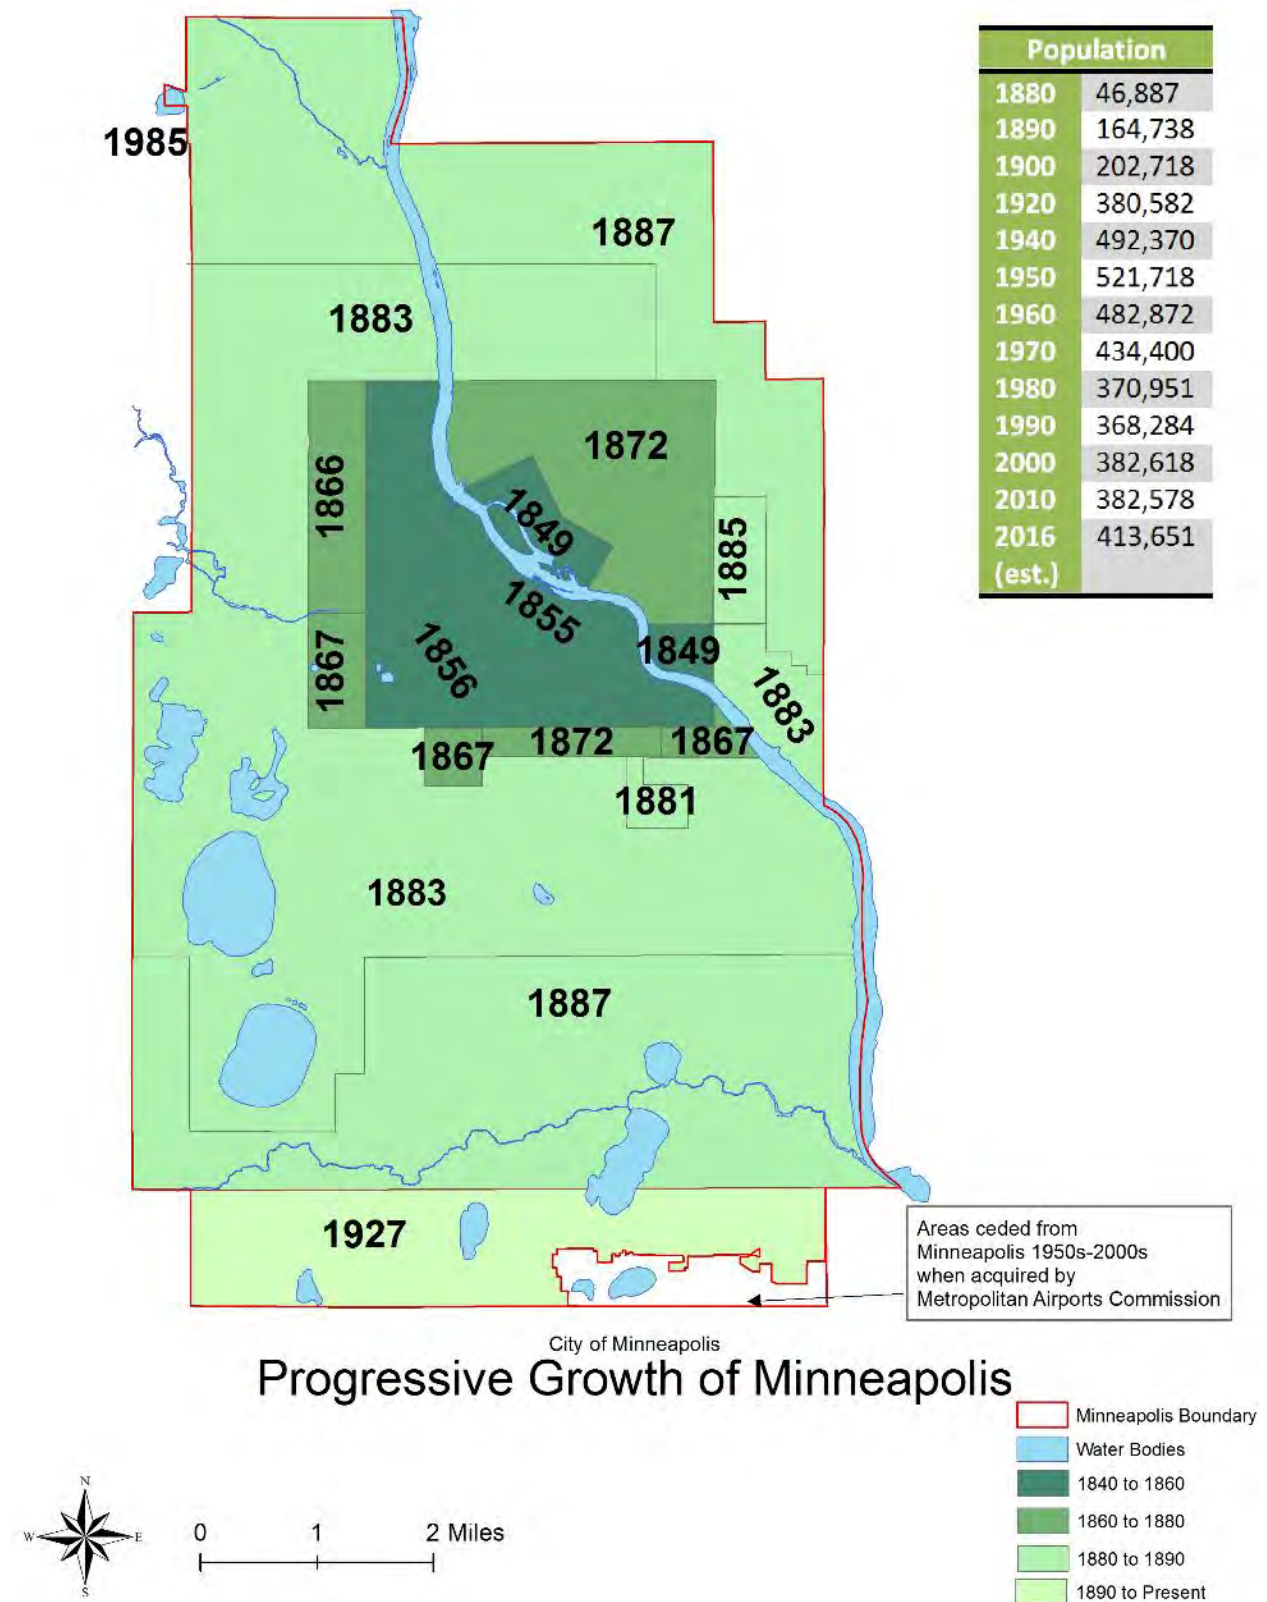 Population
1880 46,887
1890 164,738
1900 202,718
1920 380,582
1940 492,370
1950 521,718
1960 482,872
1970 434,400
1980 370,951
1990 368,284
2000 382,618
2010 382,578
2016 413,651
(est.)
1985
1887
1883
1872
1866
1849
1885
1855
1849
1856
1867
1883
1867
1872
1867
1881
1883
1887
1927
Areas ceded from
Minneapolis 1950s-2000s
when acquired by
Metropolitan Airports Commission
City of Minneapolis
Progressive Growth of Minneapolis
Minneapolis Boundary
Water Bodies
1840 to 1860
1860 to 1880
1880 to 1890
1890 to Present
N
W E
S
0 1 2 Miles